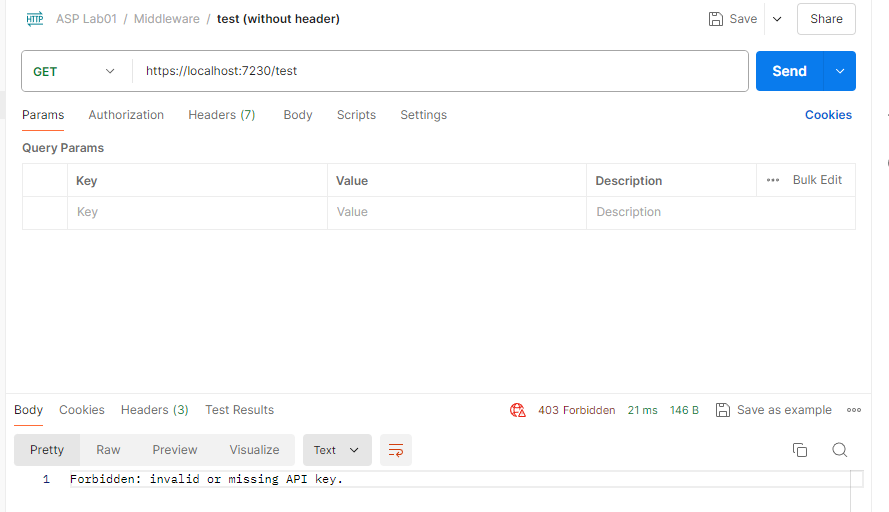 HTTP ASP Lab01 / Middleware / test (without header) Save Share
GET https://localhost:7230/test Send
Params Authorization Headers (7) Body Scripts Settings Cookies
Query Params
Key Value Description Bulk Edit
Key Value Description
Body Cookies Headers (3) Test Results 403 Forbidden 21 ms 146 B Save as example
Pretty Raw Preview Visualize Text
1 Forbidden: invalid or missing API key.